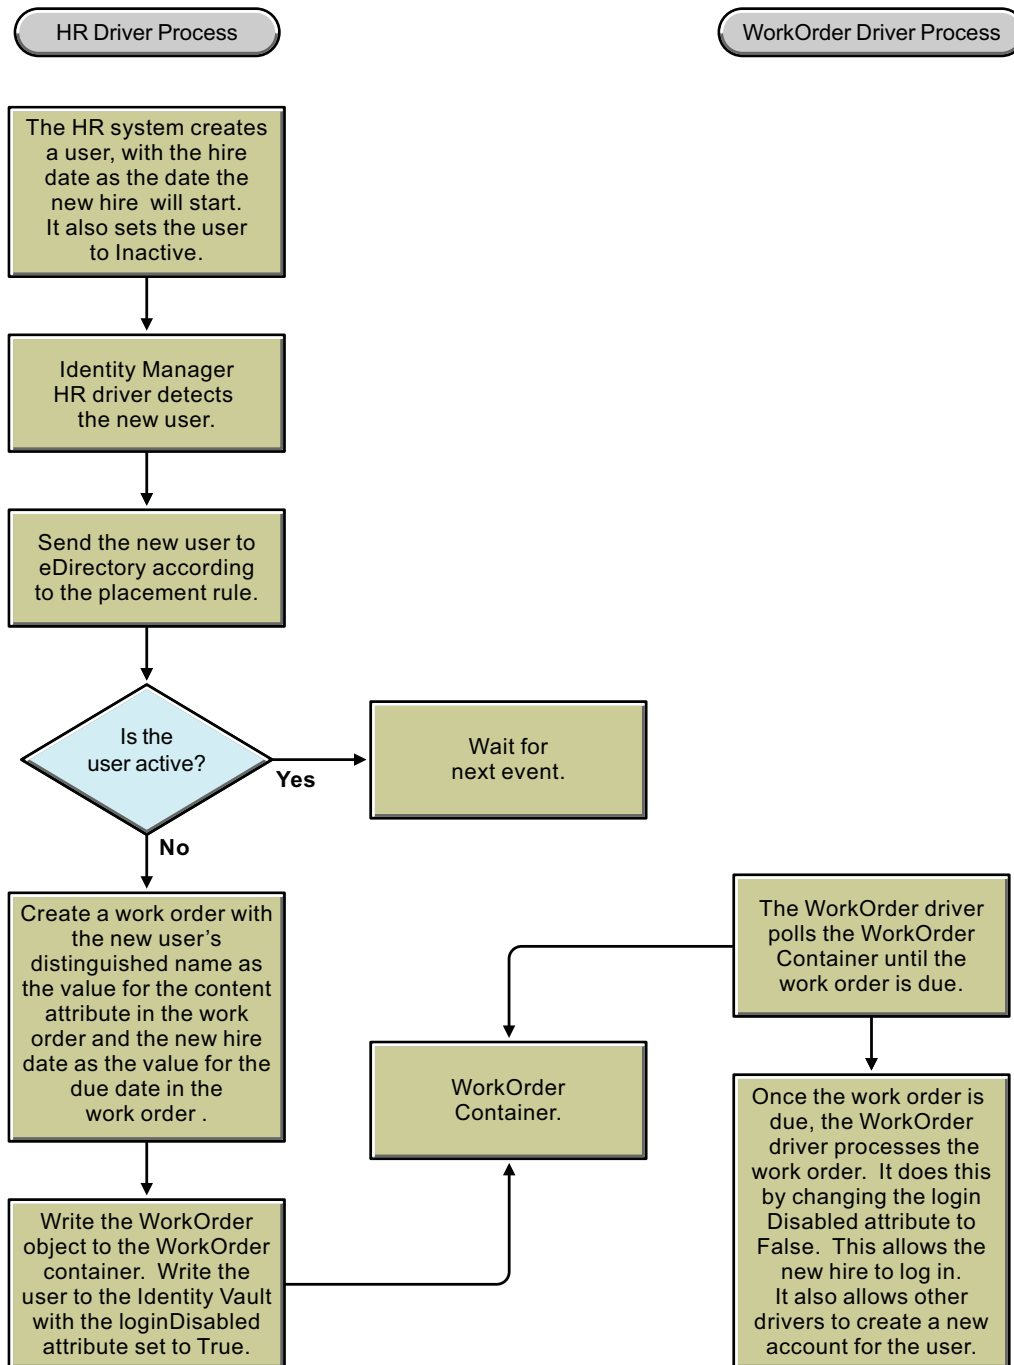 HR Driver Process
WorkOrder Driver Process
The HR system creates
a user, with the hire
date as the date the
new hire will start.
It also sets the user
to Inactive.
Identity Manager
HR driver detects
the new user.
Send the new user to
eDirectory according
to the placement rule.
Is the
user active?
Yes
No
Wait for
next event.
Create a work order with
the new user’s
distinguished name as
the value for the content
attribute in the work
order and the new hire
date as the value for the
due date in the
work order .
Write the WorkOrder
object to the WorkOrder
container. Write the
user to the Identity Vault
with the loginDisabled
attribute set to True.
WorkOrder
Container.
The WorkOrder driver
polls the WorkOrder
Container until the
work order is due.
Once the work order is
due, the WorkOrder
driver processes the
work order. It does this
by changing the login
Disabled attribute to
False. This allows the
new hire to log in.
It also allows other
drivers to create a new
account for the user.